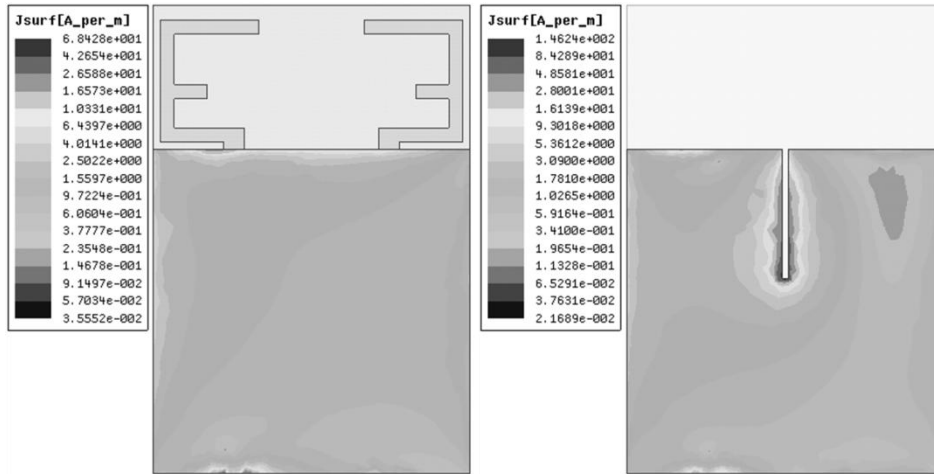 Jsurf[A_per_m]
6.8428e+001
4.2654e+001
2.6588e+001
1.6573e+001
1.0331e+001
6.4397e+000
4.0141e+000
2.5022e+000
1.5597e+000
9.7224e-001
6.0604e-001
3.7777e-001
2.3548e-001
1.4678e-001
9.1497e-002
5.7034e-002
3.5552e-002
Jsurf[A_per_m]
1.4624e+002
8.4289e+001
4.8581e+001
2.8001e+001
1.6139e+001
9.3018e+000
5.3612e+000
3.0900e+000
1.7810e+000
1.0265e+000
5.9164e-001
3.4100e-001
1.9654e-001
1.1328e-001
6.5291e-002
3.7631e-002
2.1689e-002